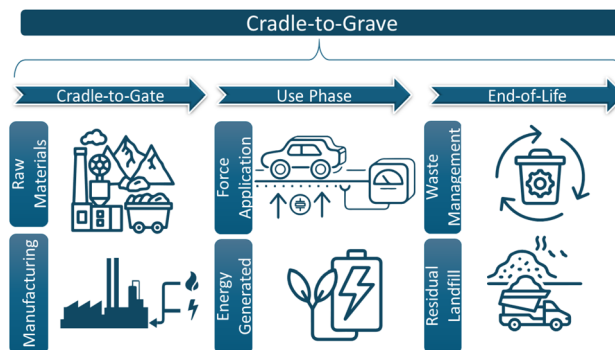 Cradle-to-Grave
Cradle-to-Gate
Use Phase
End-of-Life
Raw
Materials
Force
Application
Waste
Management
Manufacturing
Energy
Generated
Residual
Landfill